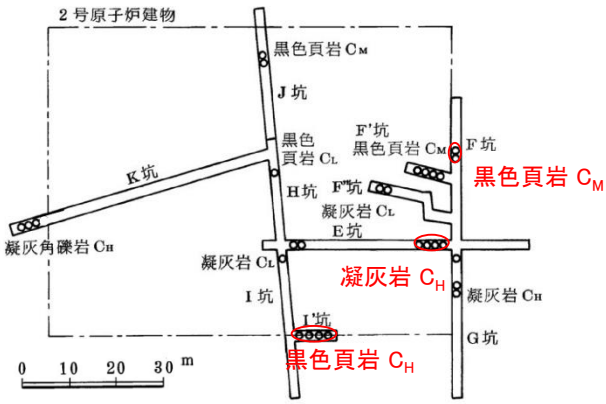 2号原子炉建物
黒色頁岩 CM
J坑
黒色
頁岩 CL
F'坑
黒色頁岩 CM
F坑
黒色頁岩 CM
K坑
H坑
F"坑
凝灰岩 CL
E坑
凝灰角礫岩 CH
凝灰岩 CL
凝灰岩 CH
凝灰岩 CH
I坑
I'坑
G坑
黒色頁岩 CH
0 10 20 30 m